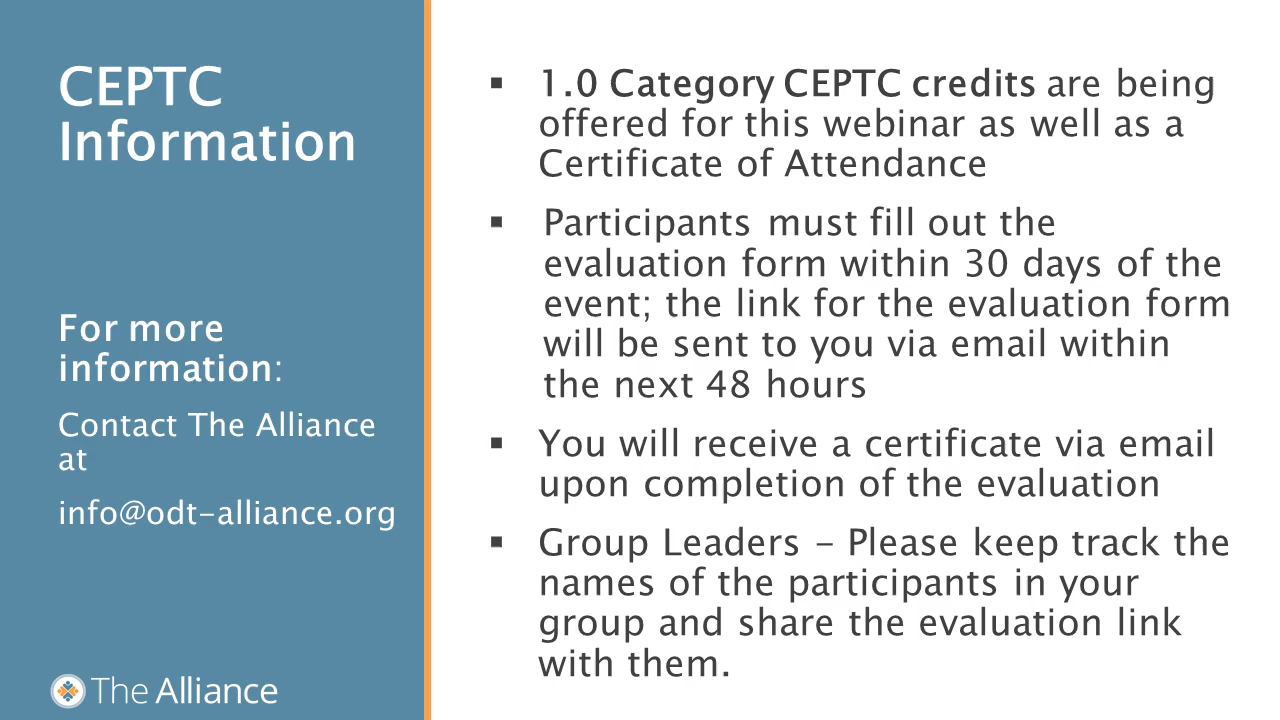 CEPTC
Information
For more
information:
Contact The Alliance
at
info@odt-alliance.org
The Alliance
▪ 1.0 Category CEPTC credits are being
offered for this webinar as well as a
Certificate of Attendance
▪ Participants must fill out the
evaluation form within 30 days of the
event; the link for the evaluation form
will be sent to you via email within
the next 48 hours
▪ You will receive a certificate via email
upon completion of the evaluation
▪ Group Leaders – Please keep track the
names of the participants in your
group and share the evaluation link
with them.